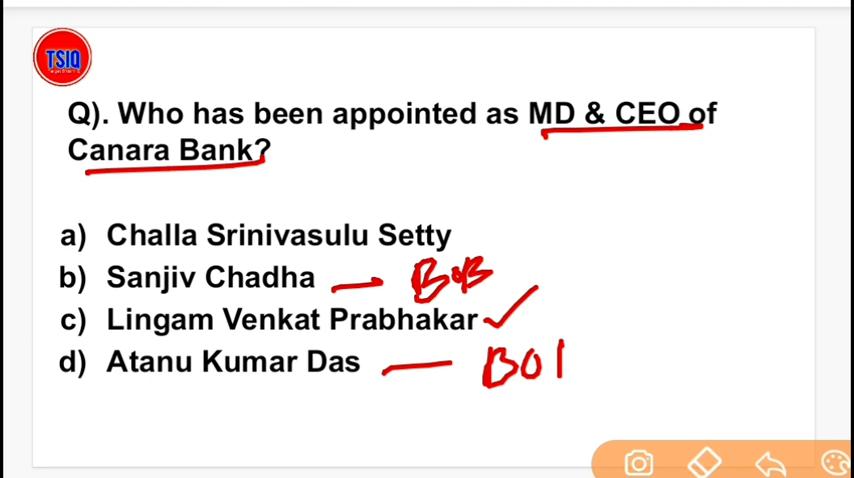 TSIQ
Q). Who has been appointed as MD & CEO of
Canara Bank?
a) Challa Srinivasulu Setty
b) Sanjiv Chadha — BOB
c) Lingam Venkat Prabhakar ✓
d) Atanu Kumar Das — BOI